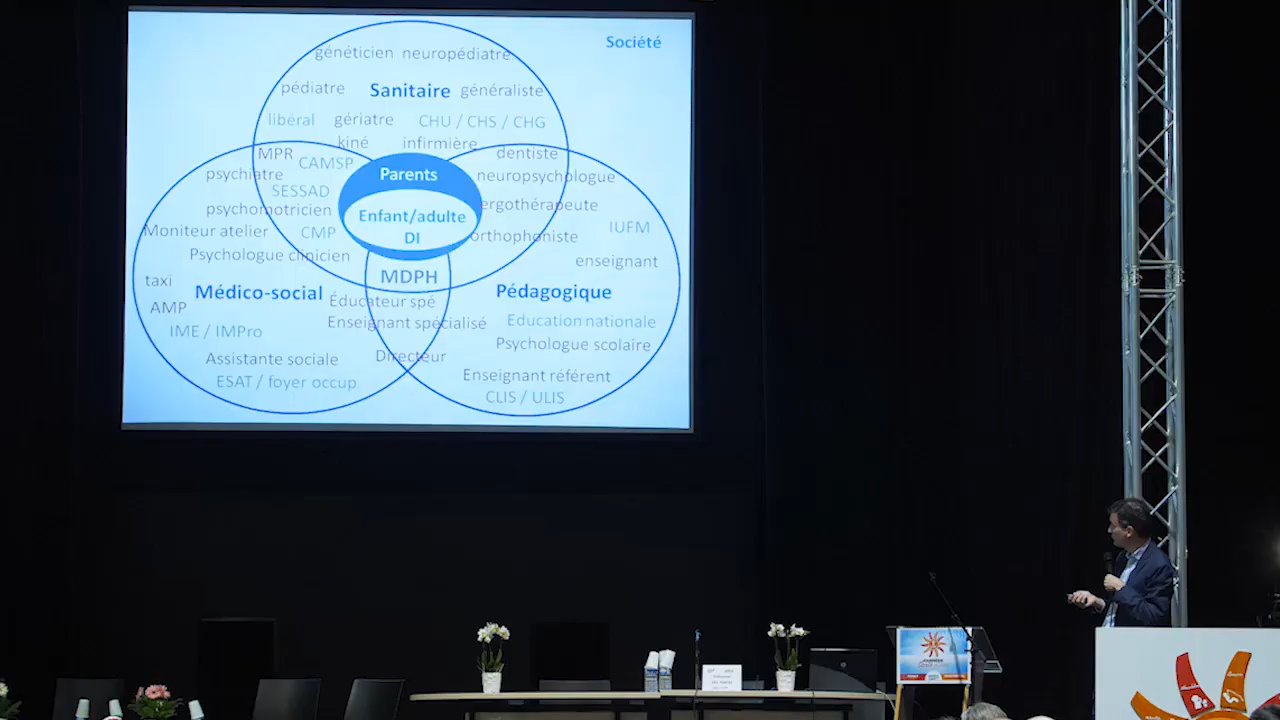 Société
généticien neuropédiatre
pédiatre Sanitaire généraliste
libéral gériatre CHU / CHS / CHG
kiné infirmière
MPR CAMSP dentiste
psychiatre Parents neuropsychologue
SESSAD
psychomotricien ergothérapeute
Enfant/adulte
Moniteur atelier CMP DI orthophoniste IUFM
Psychologue clinicien enseignant
taxi MDPH
Médico-social Pédagogique
AMP Éducateur spé
IME / IMPro Enseignant spécialisé Education nationale
Psychologue scolaire
Assistante sociale Directeur
ESAT / foyer occup Enseignant référent
CLIS / ULIS
JOURNÉES